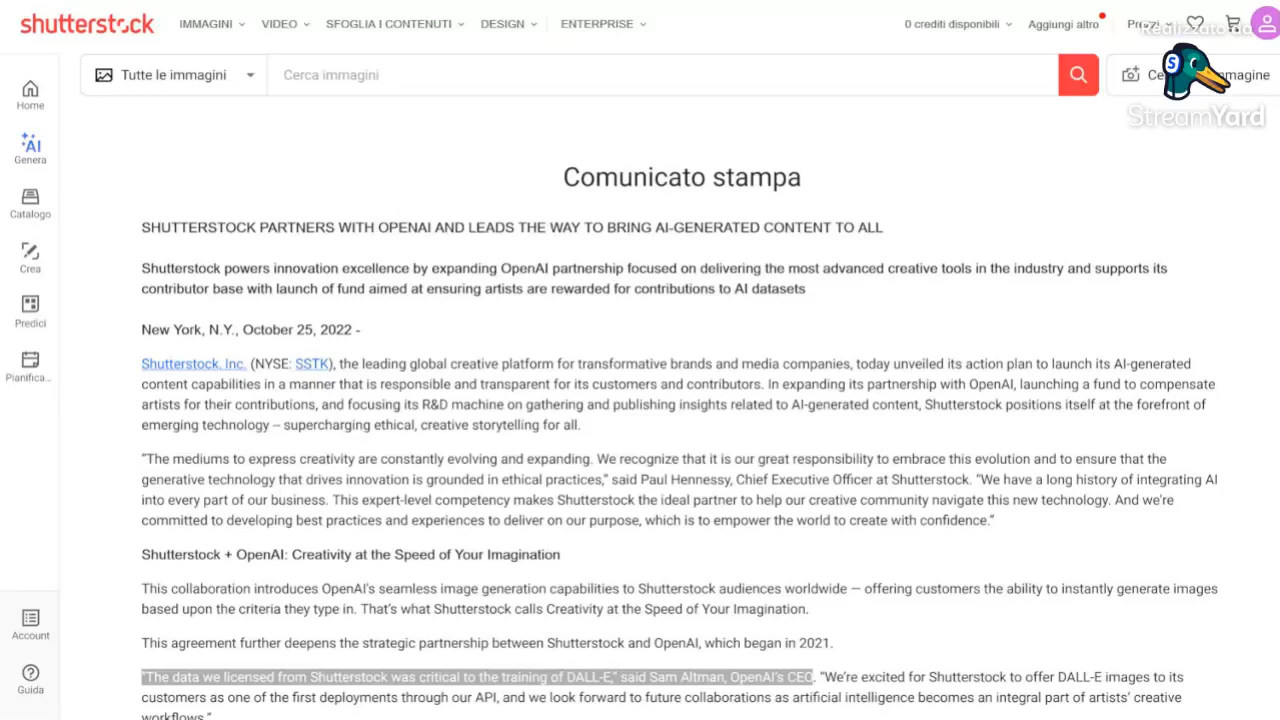 shutterstock IMMAGINI VIDEO SFOGLIA I CONTENUTI DESIGN ENTERPRISE 0 crediti disponibili Aggiungi altro Prezzi
Realizzato da
Tutte le immagini Cerca immagini
StreamYard
Home
AI
Genera
Catalogo
Crea
Predici
Pianifica...
Account
Guida
Comunicato stampa
SHUTTERSTOCK PARTNERS WITH OPENAI AND LEADS THE WAY TO BRING AI-GENERATED CONTENT TO ALL
Shutterstock powers innovation excellence by expanding OpenAI partnership focused on delivering the most advanced creative tools in the industry and supports its
contributor base with launch of fund aimed at ensuring artists are rewarded for contributions to AI datasets
New York, N.Y., October 25, 2022 -
Shutterstock, Inc. (NYSE: SSTK), the leading global creative platform for transformative brands and media companies, today unveiled its action plan to launch its AI-generated
content capabilities in a manner that is responsible and transparent for its customers and contributors. In expanding its partnership with OpenAI, launching a fund to compensate
artists for their contributions, and focusing its R&D machine on gathering and publishing insights related to AI-generated content, Shutterstock positions itself at the forefront of
emerging technology – supercharging ethical, creative storytelling for all.
“The mediums to express creativity are constantly evolving and expanding. We recognize that it is our great responsibility to embrace this evolution and to ensure that the
generative technology that drives innovation is grounded in ethical practices,” said Paul Hennessy, Chief Executive Officer at Shutterstock. “We have a long history of integrating AI
into every part of our business. This expert-level competency makes Shutterstock the ideal partner to help our creative community navigate this new technology. And we’re
committed to developing best practices and experiences to deliver on our purpose, which is to empower the world to create with confidence.”
Shutterstock + OpenAI: Creativity at the Speed of Your Imagination
This collaboration introduces OpenAI’s seamless image generation capabilities to Shutterstock audiences worldwide — offering customers the ability to instantly generate images
based upon the criteria they type in. That’s what Shutterstock calls Creativity at the Speed of Your Imagination.
This agreement further deepens the strategic partnership between Shutterstock and OpenAI, which began in 2021.
“The data we licensed from Shutterstock was critical to the training of DALL-E,” said Sam Altman, OpenAI’s CEO. “We’re excited for Shutterstock to offer DALL-E images to its
customers as one of the first deployments through our API, and we look forward to future collaborations as artificial intelligence becomes an integral part of artists’ creative
workflows.”